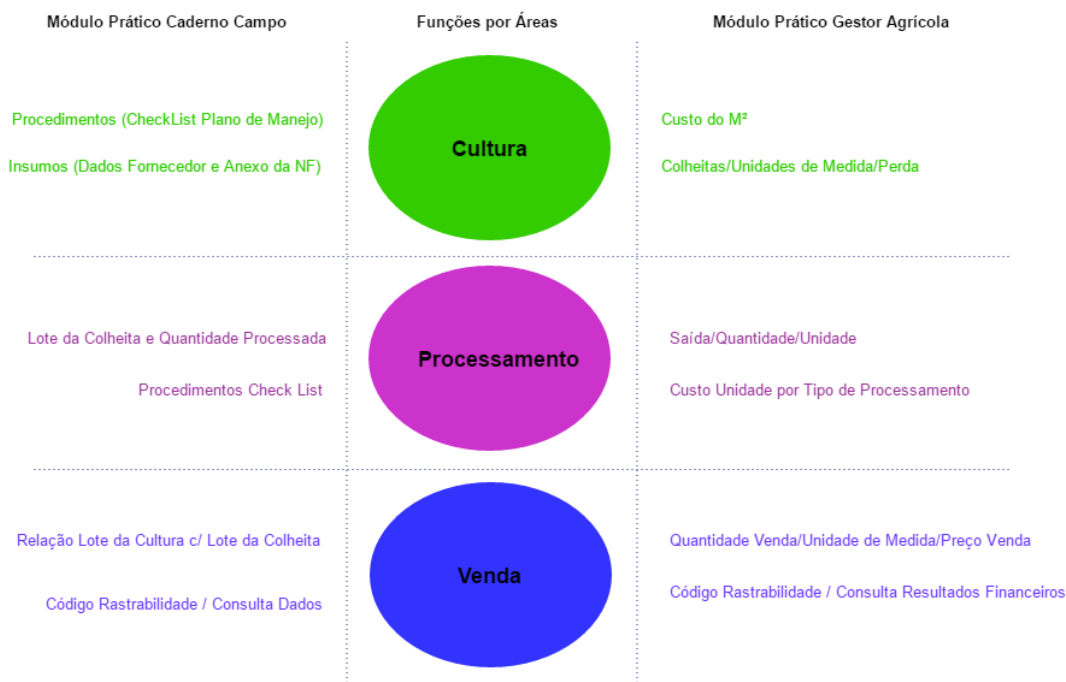 Módulo Prático Caderno Campo
Funções por Áreas
Módulo Prático Gestor Agrícola
Procedimentos (CheckList Plano de Manejo)
Insumos (Dados Fornecedor e Anexo da NF)
Cultura
Custo do M²
Colheitas/Unidades de Medida/Perda
Lote da Colheita e Quantidade Processada
Procedimentos Check List
Processamento
Saída/Quantidade/Unidade
Custo Unidade por Tipo de Processamento
Relação Lote da Cultura c/ Lote da Colheita
Código Rastrabilidade / Consulta Dados
Venda
Quantidade Venda/Unidade de Medida/Preço Venda
Código Rastrabilidade / Consulta Resultados Financeiros